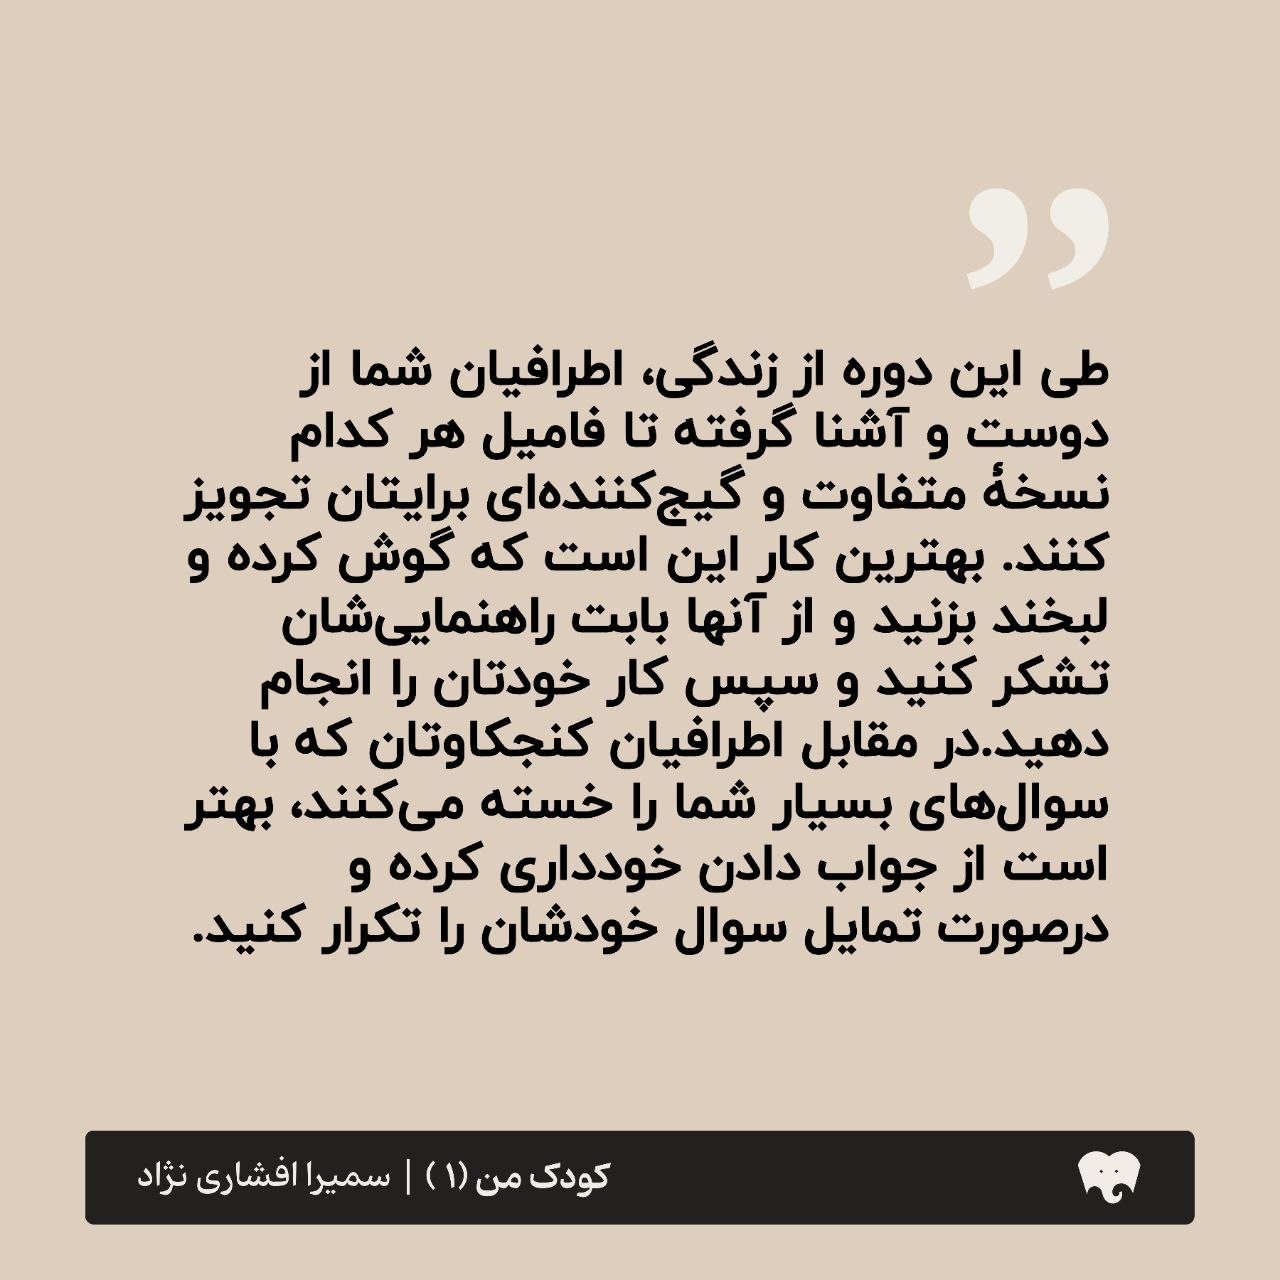 ”
طی این دوره از زندگی، اطرافیان شما از
دوست و آشنا گرفته تا فامیل هر کدام
نسخهٔ متفاوت و گیج‌کننده‌ای برایتان تجویز
کنند. بهترین کار این است که گوش کرده و
لبخند بزنید و از آنها بابت راهنمایی‌شان
تشکر کنید و سپس کار خودتان را انجام
دهید.در مقابل اطرافیان کنجکاوتان که با
سوال‌های بسیار شما را خسته می‌کنند، بهتر
است از جواب دادن خودداری کرده و
درصورت تمایل سوال خودشان را تکرار کنید.
کودک من (۱) | سمیرا افشاری نژاد